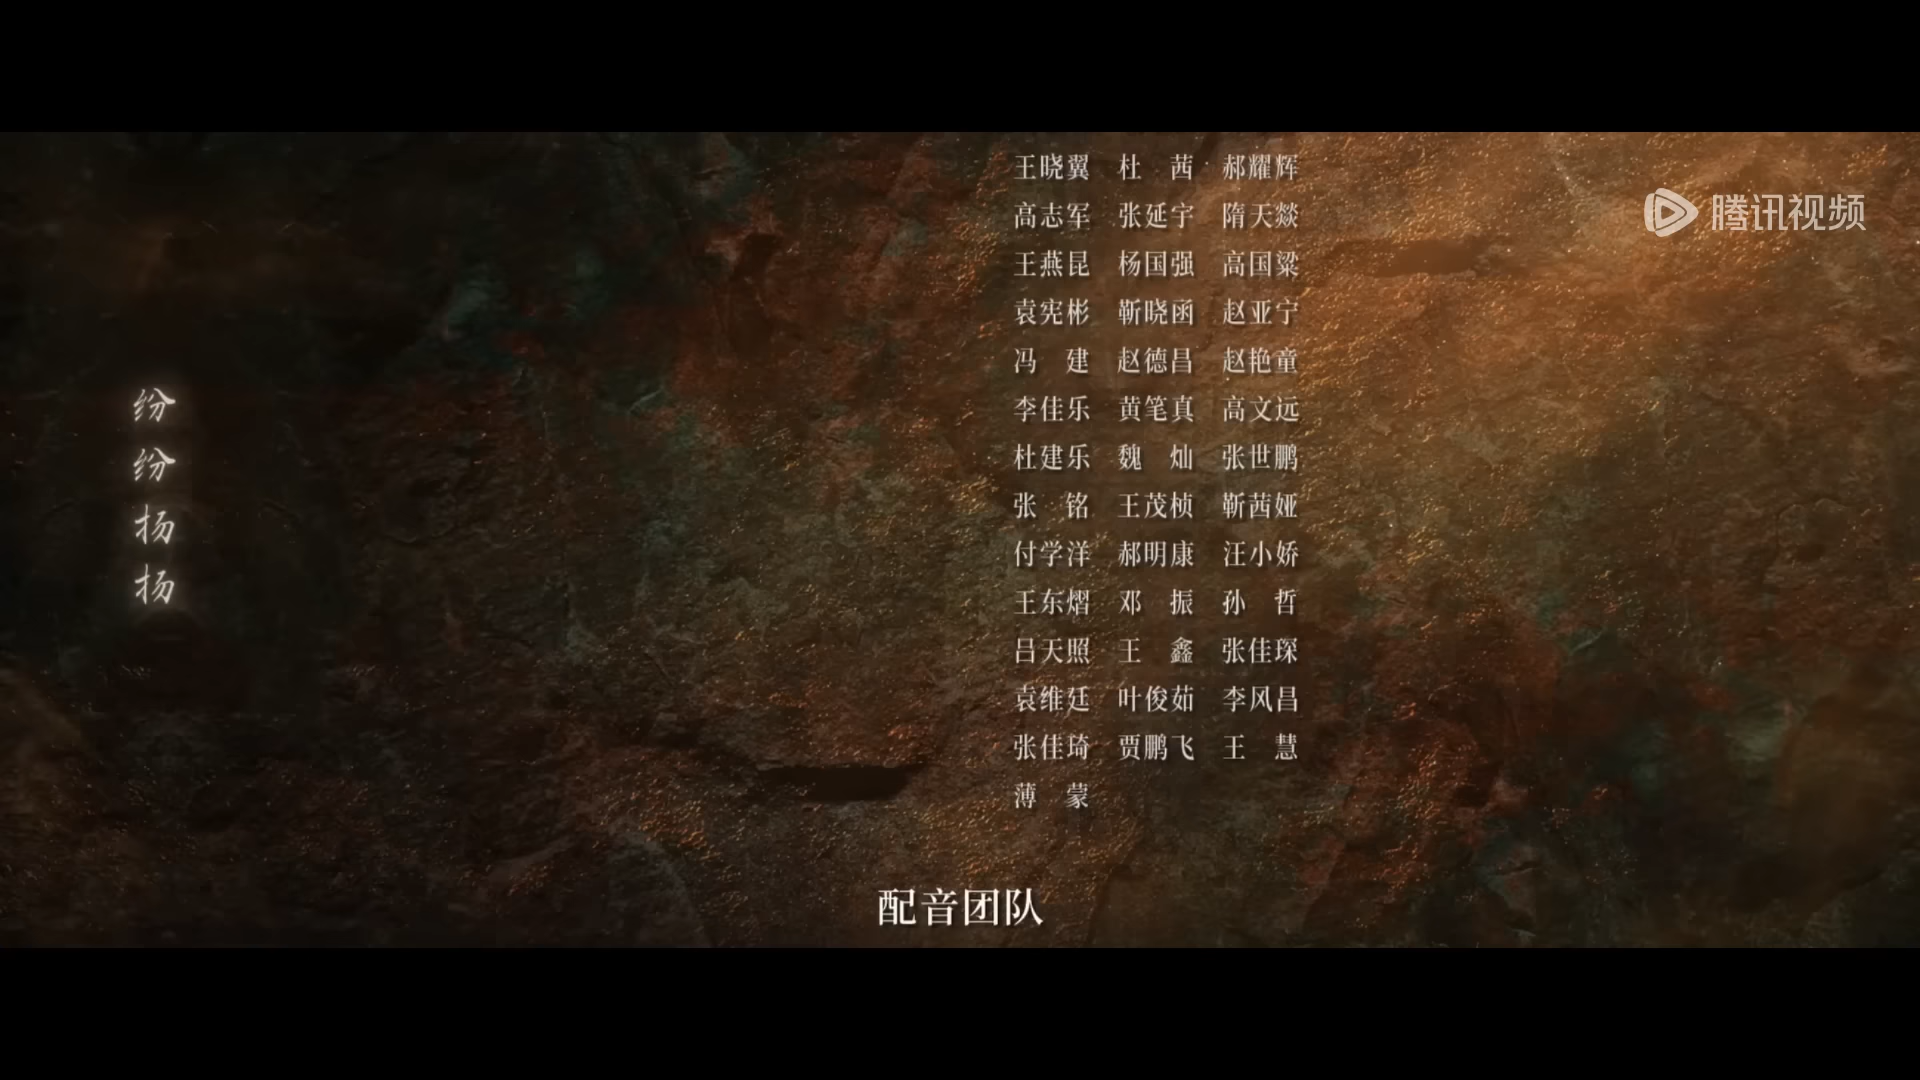 王晓翼 杜 茜 郝耀辉
高志军 张延宇 隋天燚
王燕昆 杨国强 高国粱
袁宪彬 靳晓函 赵亚宁
冯 建 赵德昌 赵艳童
李佳乐 黄笔真 高文远
杜建乐 魏 灿 张世鹏
张 铭 王茂桢 靳茜娅
付学洋 郝明康 汪小娇
王东熠 邓 振 孙 哲
吕天照 王 鑫 张佳琛
袁维廷 叶俊茹 李风昌
张佳琦 贾鹏飞 王 慧
薄 蒙
配音团队
纷纷扬扬
腾讯视频